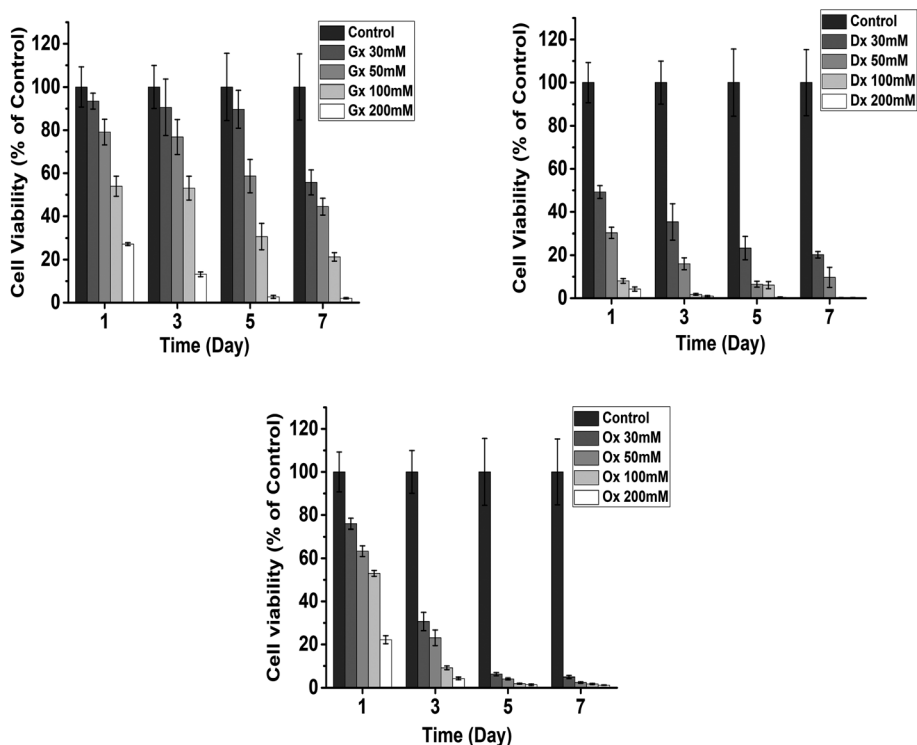 Cell Viability (% of Control)
120
100
80
60
40
20
0
1 3 5 7
Time (Day)
Control
Gx 30mM
Gx 50mM
Gx 100mM
Gx 200mM
Cell Viability (% of Control)
120
100
80
60
40
20
0
1 3 5 7
Time (Day)
Control
Dx 30mM
Dx 50mM
Dx 100mM
Dx 200mM
Cell viability (% of Control)
120
100
80
60
40
20
0
1 3 5 7
Time (Day)
Control
Ox 30mM
Ox 50mM
Ox 100mM
Ox 200mM